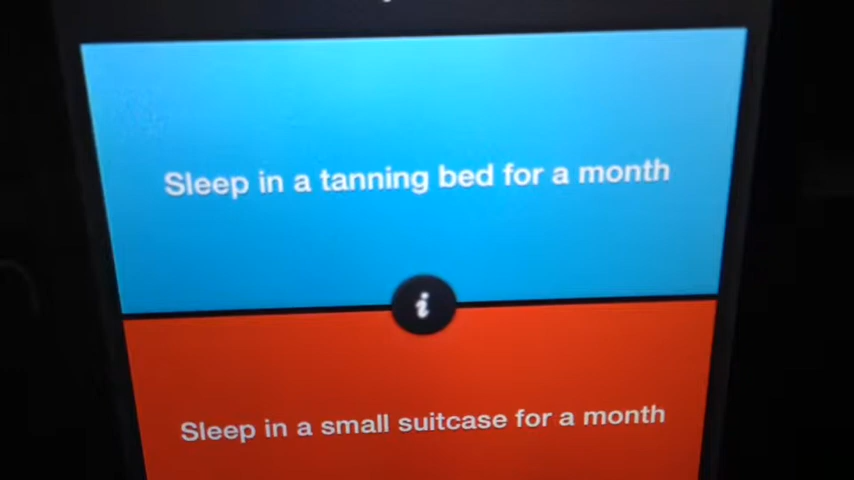 Sleep in a tanning bed for a month
i
Sleep in a small suitcase for a month